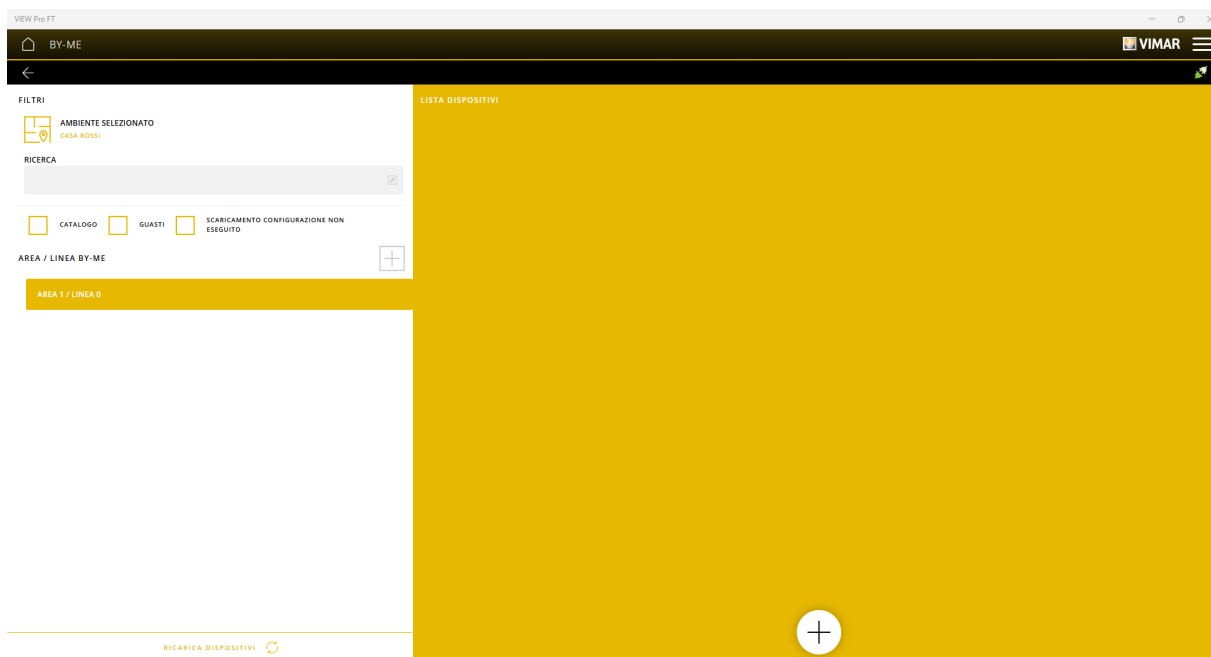 VIEW Pro FT
BY-ME
VIMAR
FILTRI
AMBIENTE SELEZIONATO
CASA ROSSI
RICERCA
CATALOGO
GUASTI
SCARICAMENTO CONFIGURAZIONE NON
ESEGUITO
AREA / LINEA BY-ME
AREA 1 / LINEA 0
RICARICA DISPOSITIVI
LISTA DISPOSITIVI